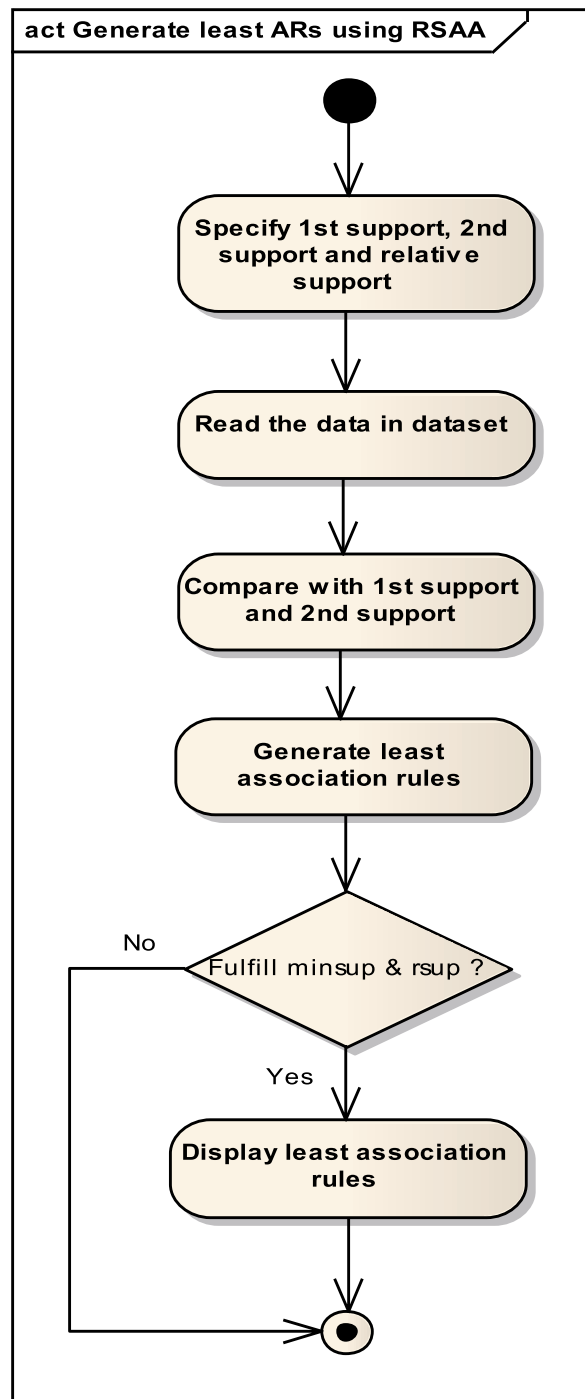 act Generate least ARs using RSAA
Specify 1st support, 2nd
support and relative
support
Read the data in dataset
Compare with 1st support
and 2nd support
Generate least
association rules
No
Fulfill minsup & rsup ?
Yes
Display least association
rules